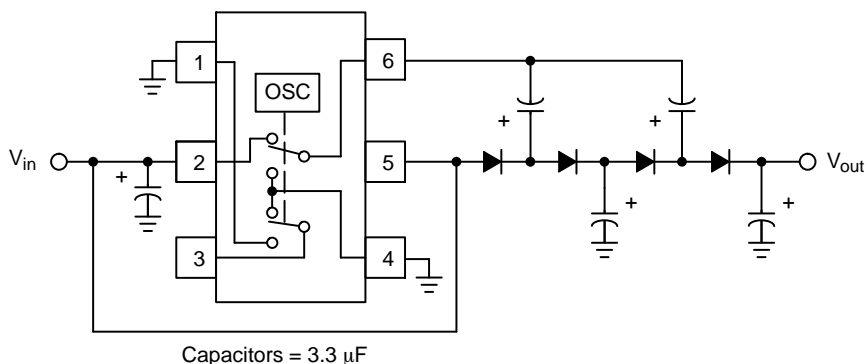 1
6
OSC
V_in
+
2
5
+
+
V_out
+
+
3
4
Capacitors = 3.3 μF